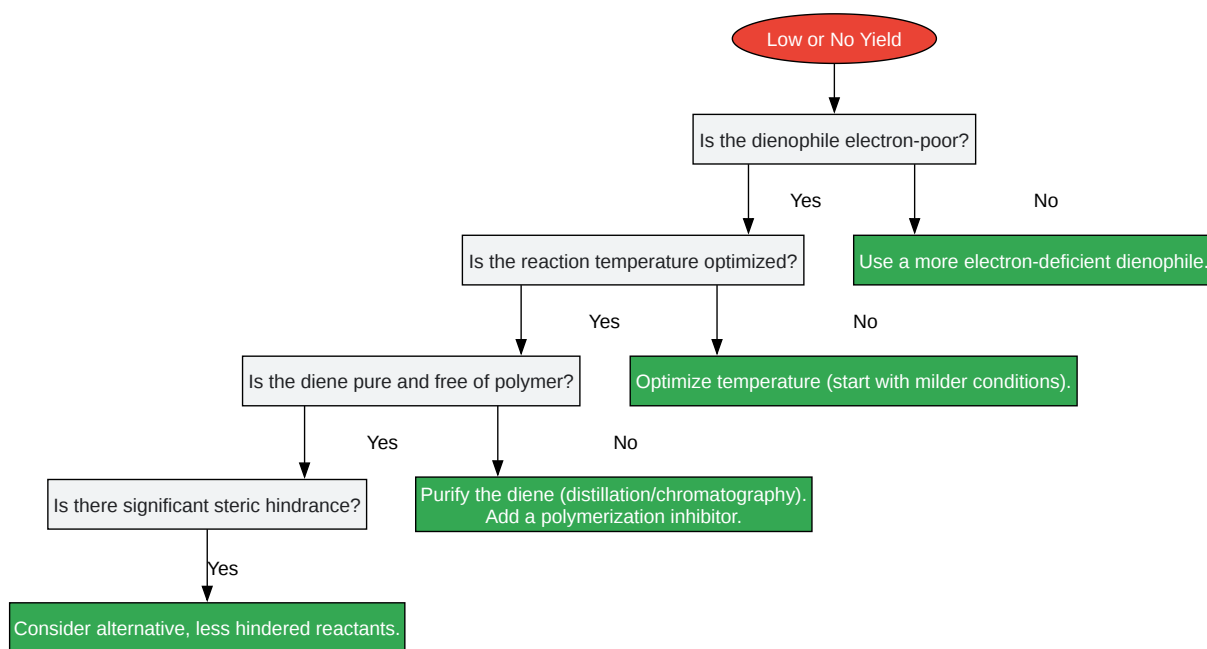 Low or No Yield
Is the dienophile electron-poor?
Yes
No
Is the reaction temperature optimized?
Use a more electron-deficient dienophile.
Yes
No
Is the diene pure and free of polymer?
Optimize temperature (start with milder conditions).
Yes
No
Is there significant steric hindrance?
Purify the diene (distillation/chromatography).
Add a polymerization inhibitor.
Yes
Consider alternative, less hindered reactants.